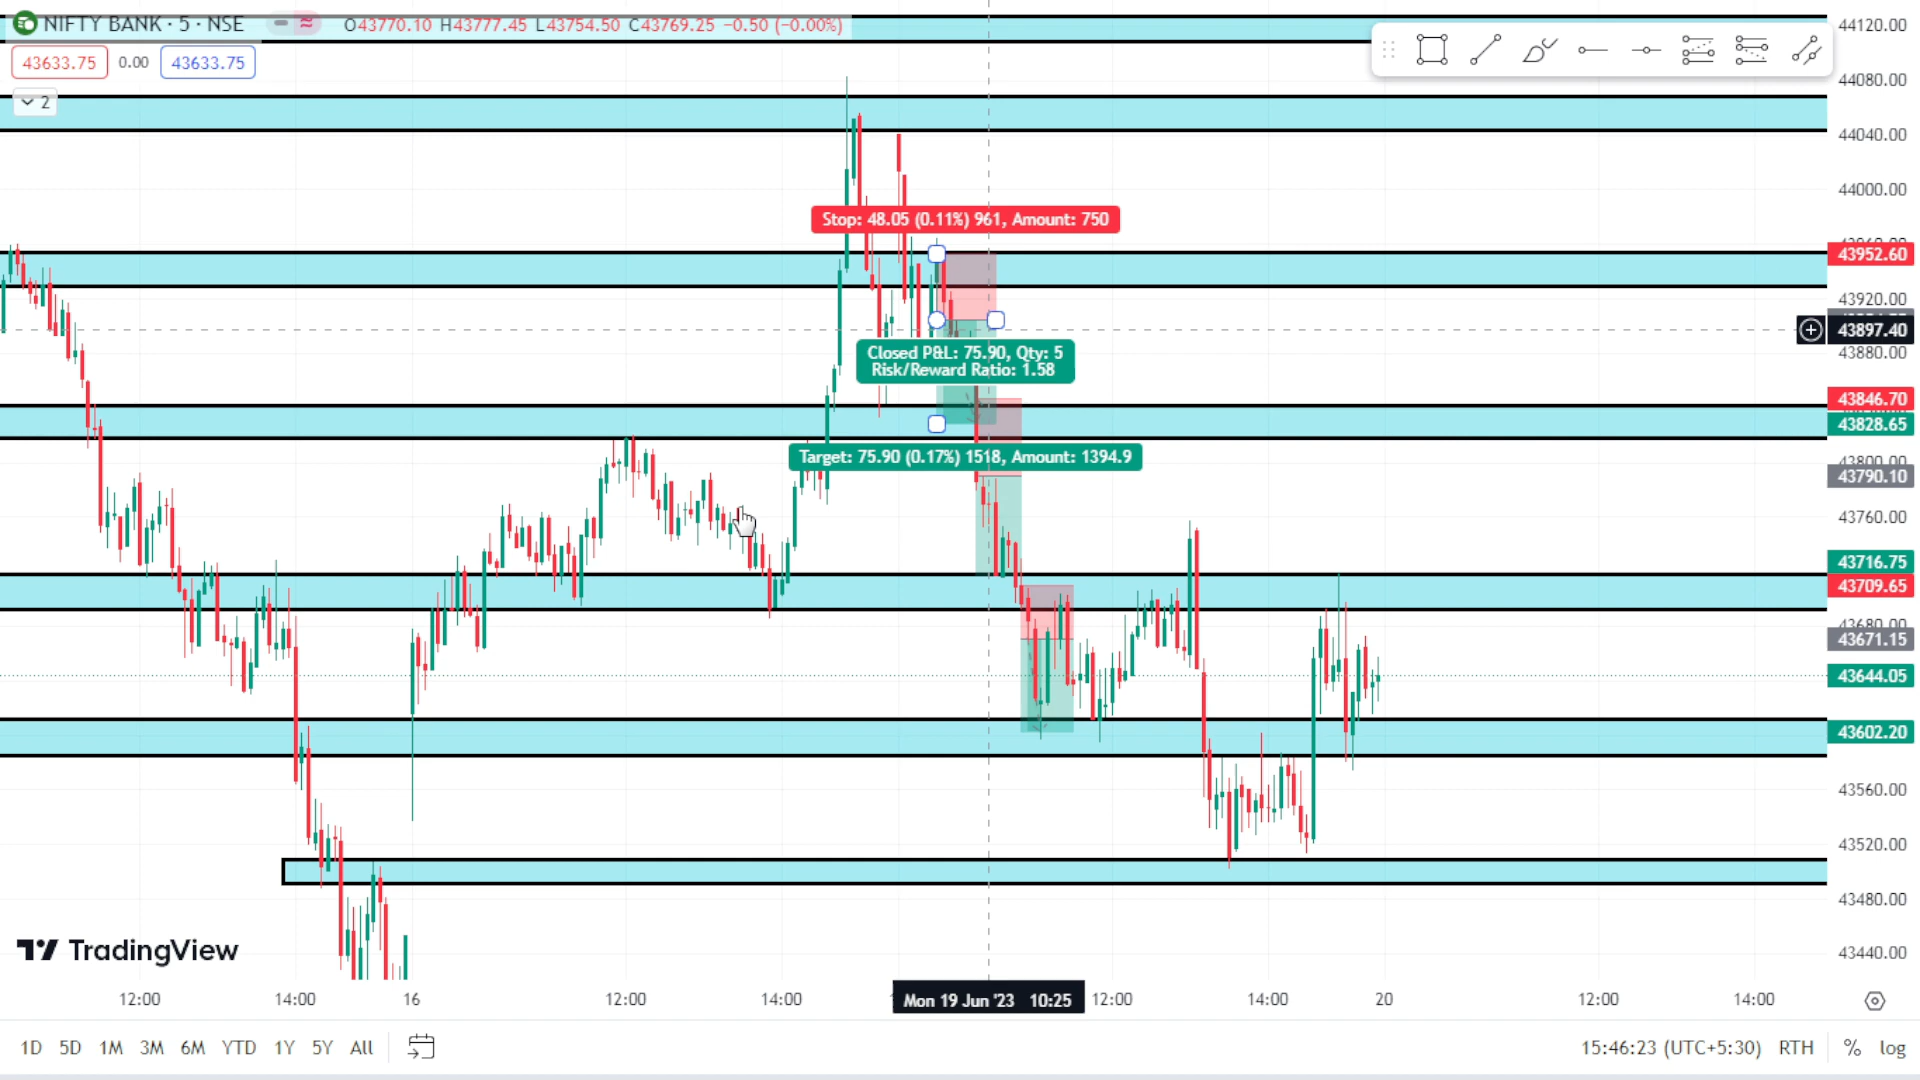 NIFTY BANK · 5 · NSE
O43770.10 H43777.45 L43754.50 C43769.25 −0.50 (−0.00%)
43633.75 0.00 43633.75
2
Stop: 48.05 (0.11%) 961, Amount: 750
Closed P&L: 75.90, Qty: 5
Risk/Reward Ratio: 1.58
Target: 75.90 (0.17%) 1518, Amount: 1394.9
44120.00
44080.00
44040.00
44000.00
43952.60
43920.00
43897.40
43880.00
43846.70
43828.65
43800.00
43790.10
43760.00
43716.75
43709.65
43680.00
43671.15
43644.05
43602.20
43560.00
43520.00
43480.00
43440.00
TradingView
12:00 14:00 16 12:00 14:00 Mon 19 Jun '23 10:25 12:00 14:00 20 12:00 14:00
1D 5D 1M 3M 6M YTD 1Y 5Y All 15:46:23 (UTC+5:30) RTH % log